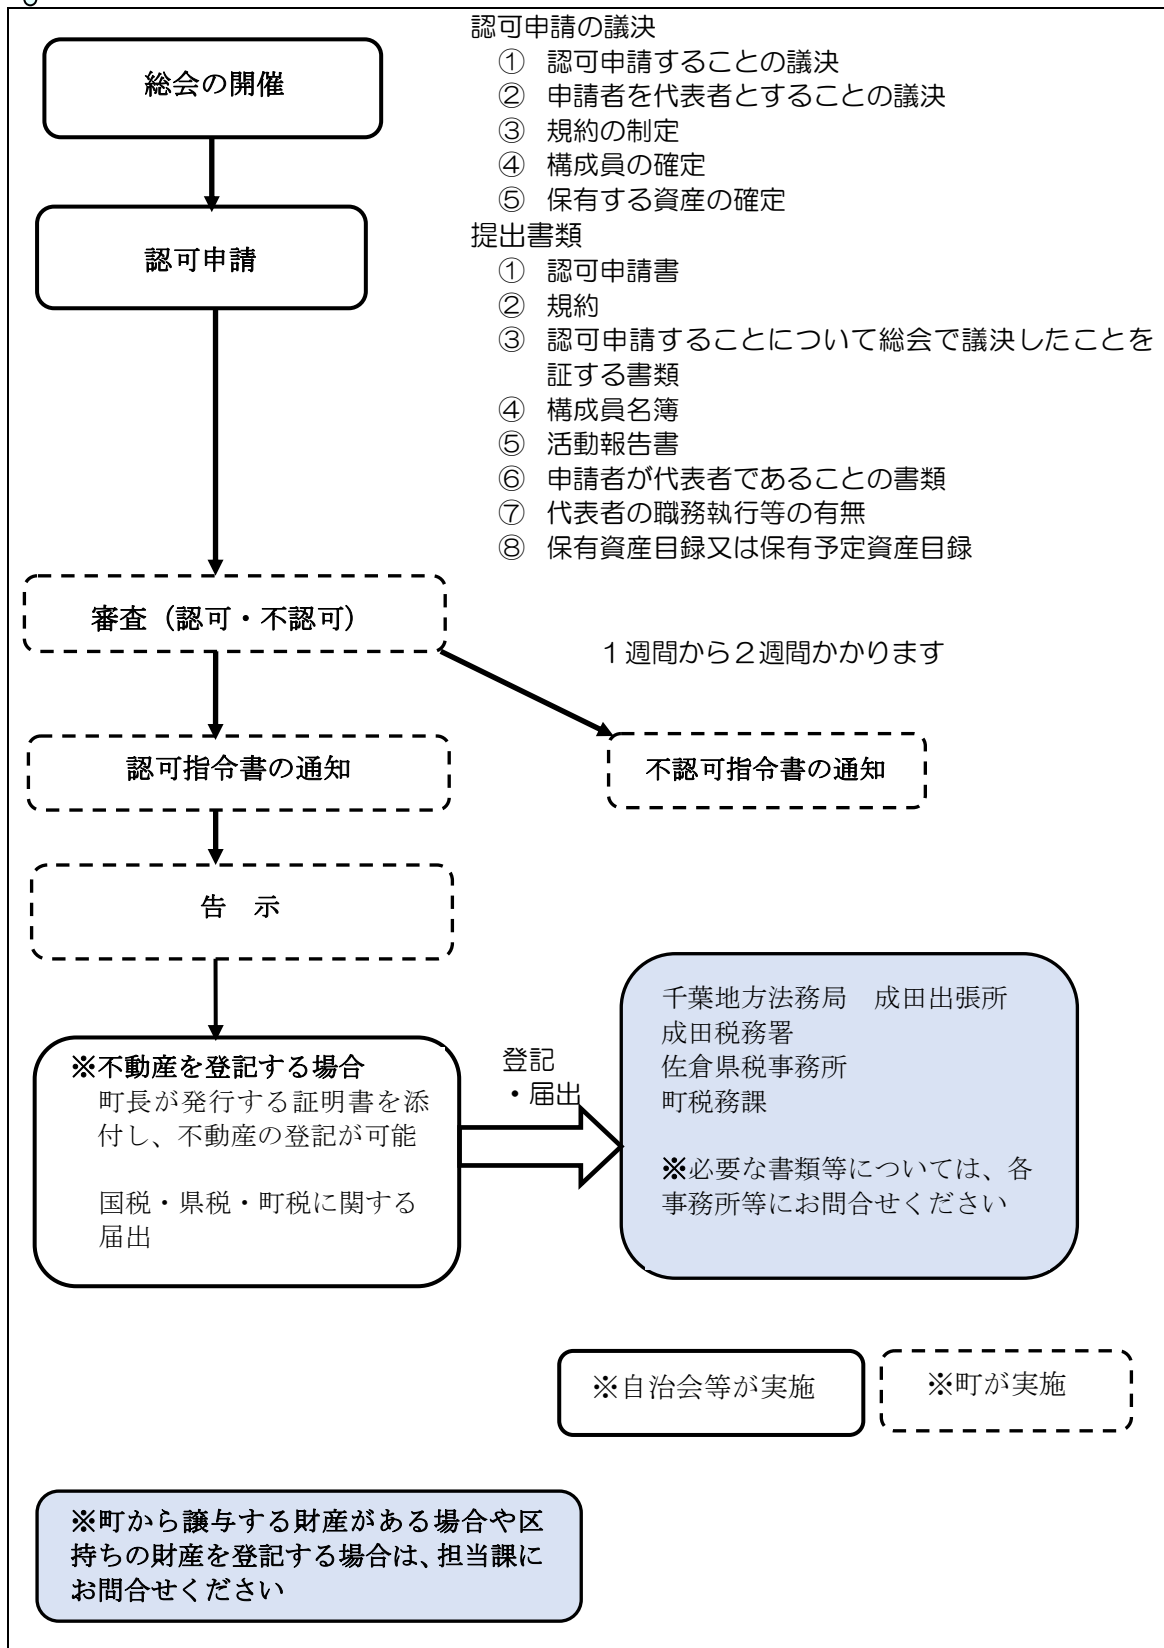 総会の開催
認可申請の議決
① 認可申請することの議決
② 申請者を代表者とすることの議決
③ 規約の制定
④ 構成員の確定
⑤ 保有する資産の確定
認可申請
提出書類
① 認可申請書
② 規約
③ 認可申請することについて総会で議決したことを
証する書類
④ 構成員名簿
⑤ 活動報告書
⑥ 申請者が代表者であることの書類
⑦ 代表者の職務執行等の有無
⑧ 保有資産目録又は保有予定資産目録
審査（認可・不認可）
１週間から２週間かかります
認可指令書の通知
不認可指令書の通知
告　示
※不動産を登記する場合
町長が発行する証明書を添
付し、不動産の登記が可能
国税・県税・町税に関する
届出
登記
・届出
千葉地方法務局　成田出張所
成田税務署
佐倉県税事務所
町税務課
※必要な書類等については、各
事務所等にお問合せください
※自治会等が実施
※町が実施
※町から譲与する財産がある場合や区
持ちの財産を登記する場合は、担当課に
お問合せください